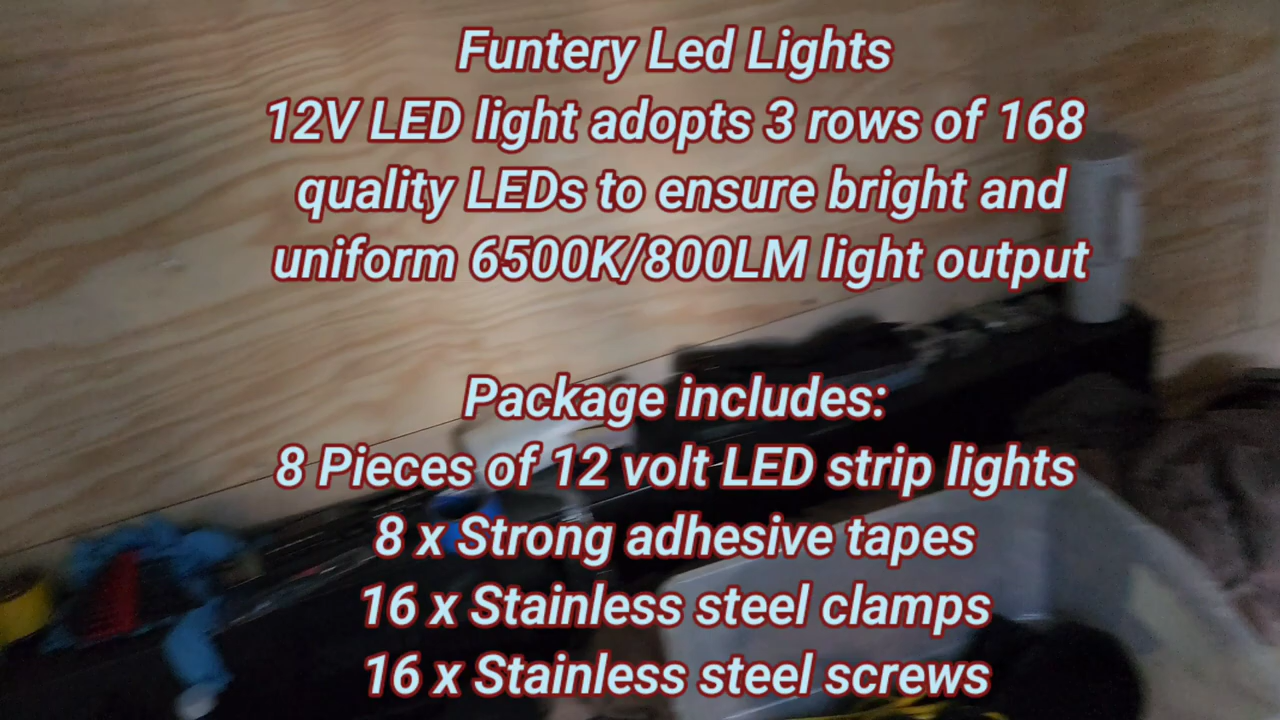 Funtery Led Lights
12V LED light adopts 3 rows of 168
quality LEDs to ensure bright and
uniform 6500K/800LM light output
Package includes:
8 Pieces of 12 volt LED strip lights
8 x Strong adhesive tapes
16 x Stainless steel clamps
16 x Stainless steel screws